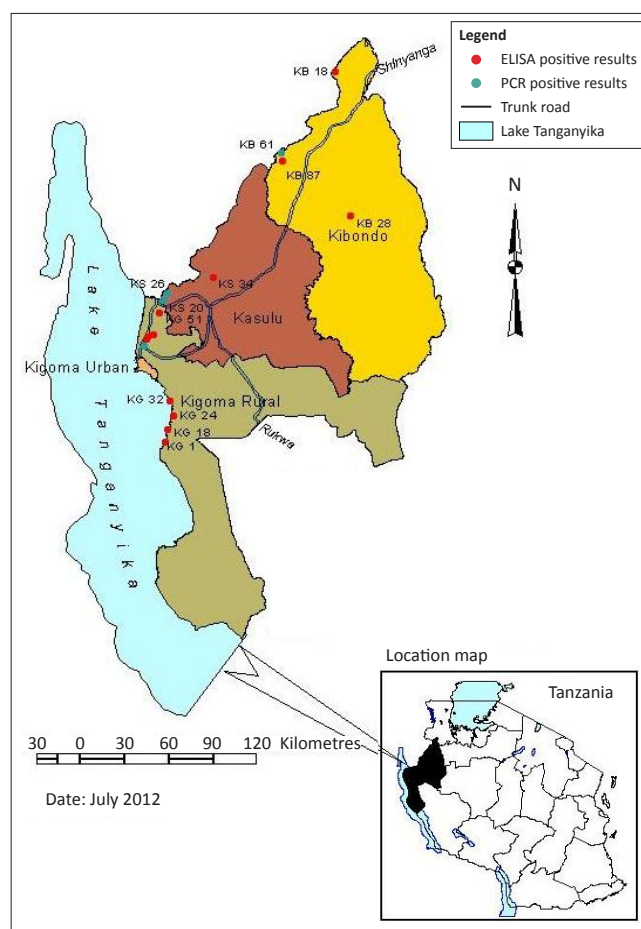 Legend
ELISA positive results
PCR positive results
Trunk road
Lake Tanganyika
Shinyanga
KB 18
KB 61
KB 87
N
KB 28
Kibondo
KS 26
KS 34
KS 20
KG 51
Kasulu
Lake Tanganyika
Kigoma Urban
KG 32
Kigoma Rural
KG 24
KG 18
Rukwa
KG 1
Location map
Tanzania
30 0 30 60 90 120 Kilometres
Date: July 2012